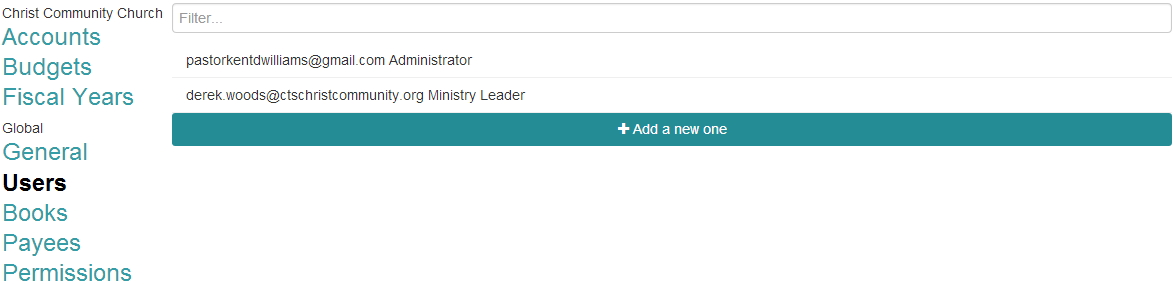 Christ Community Church
Accounts
Budgets
Fiscal Years
Global
General
Users
Books
Payees
Permissions
Filter...
pastorkentdwilliams@gmail.com Administrator
derek.woods@ctschristcommunity.org Ministry Leader
Add a new one